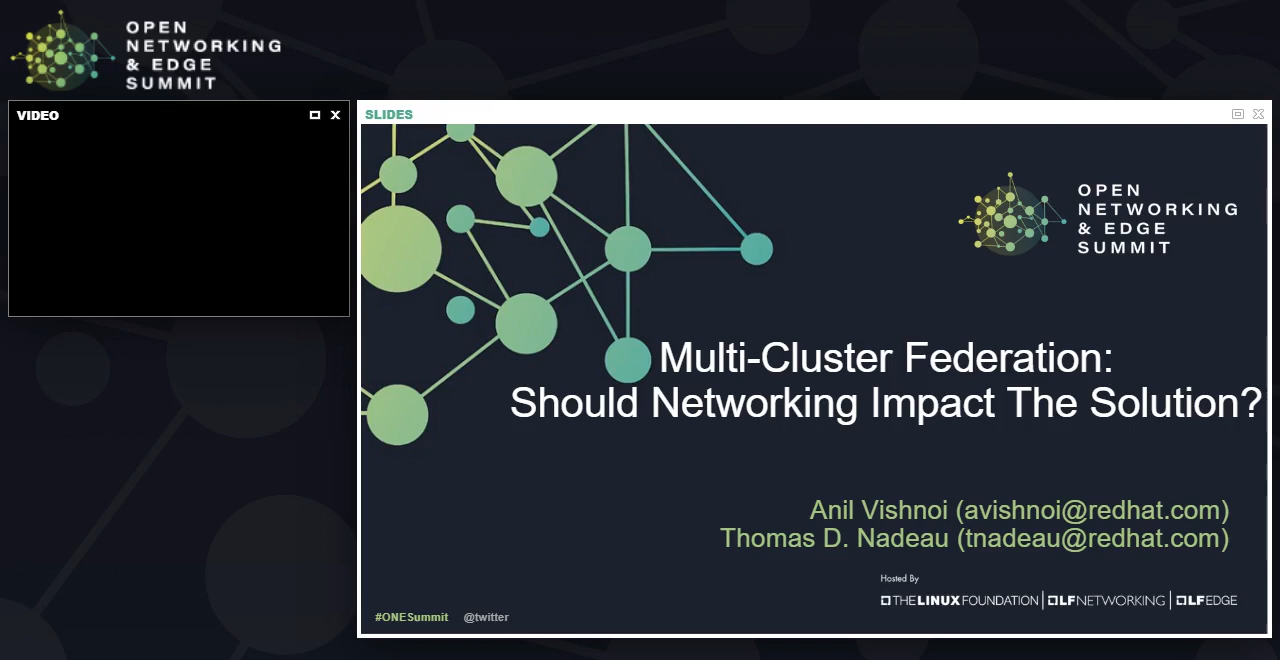 OPEN
NETWORKING
& EDGE
SUMMIT
VIDEO
SLIDES
OPEN
NETWORKING
& EDGE
SUMMIT
Multi-Cluster Federation:
Should Networking Impact The Solution?
Anil Vishnoi (avishnoi@redhat.com)
Thomas D. Nadeau (tnadeau@redhat.com)
Hosted By
THE LINUX FOUNDATION | LF NETWORKING | LF EDGE
#ONESummit @twitter